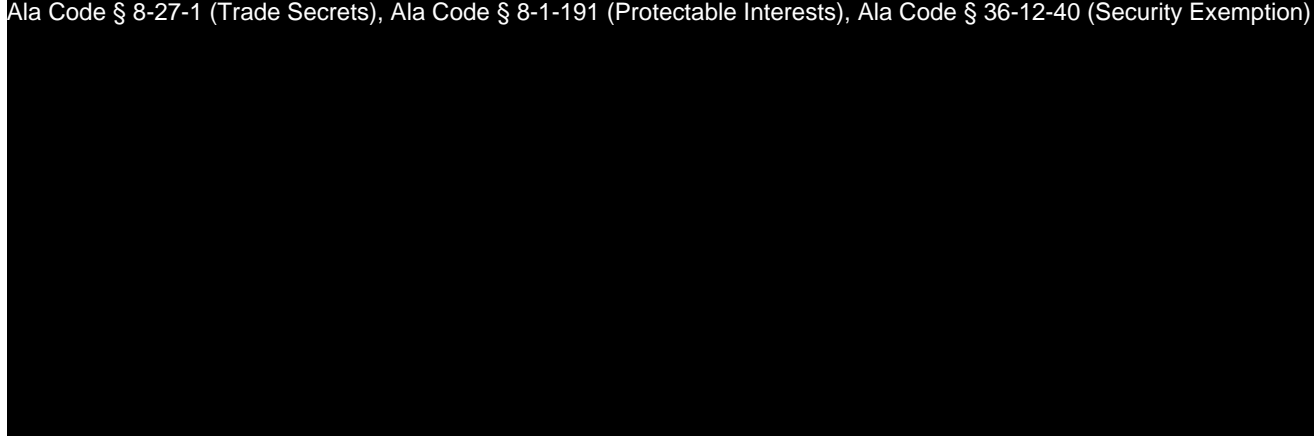 Ala Code § 8-27-1 (Trade Secrets), Ala Code § 8-1-191 (Protectable Interests), Ala Code § 36-12-40 (Security Exemption)